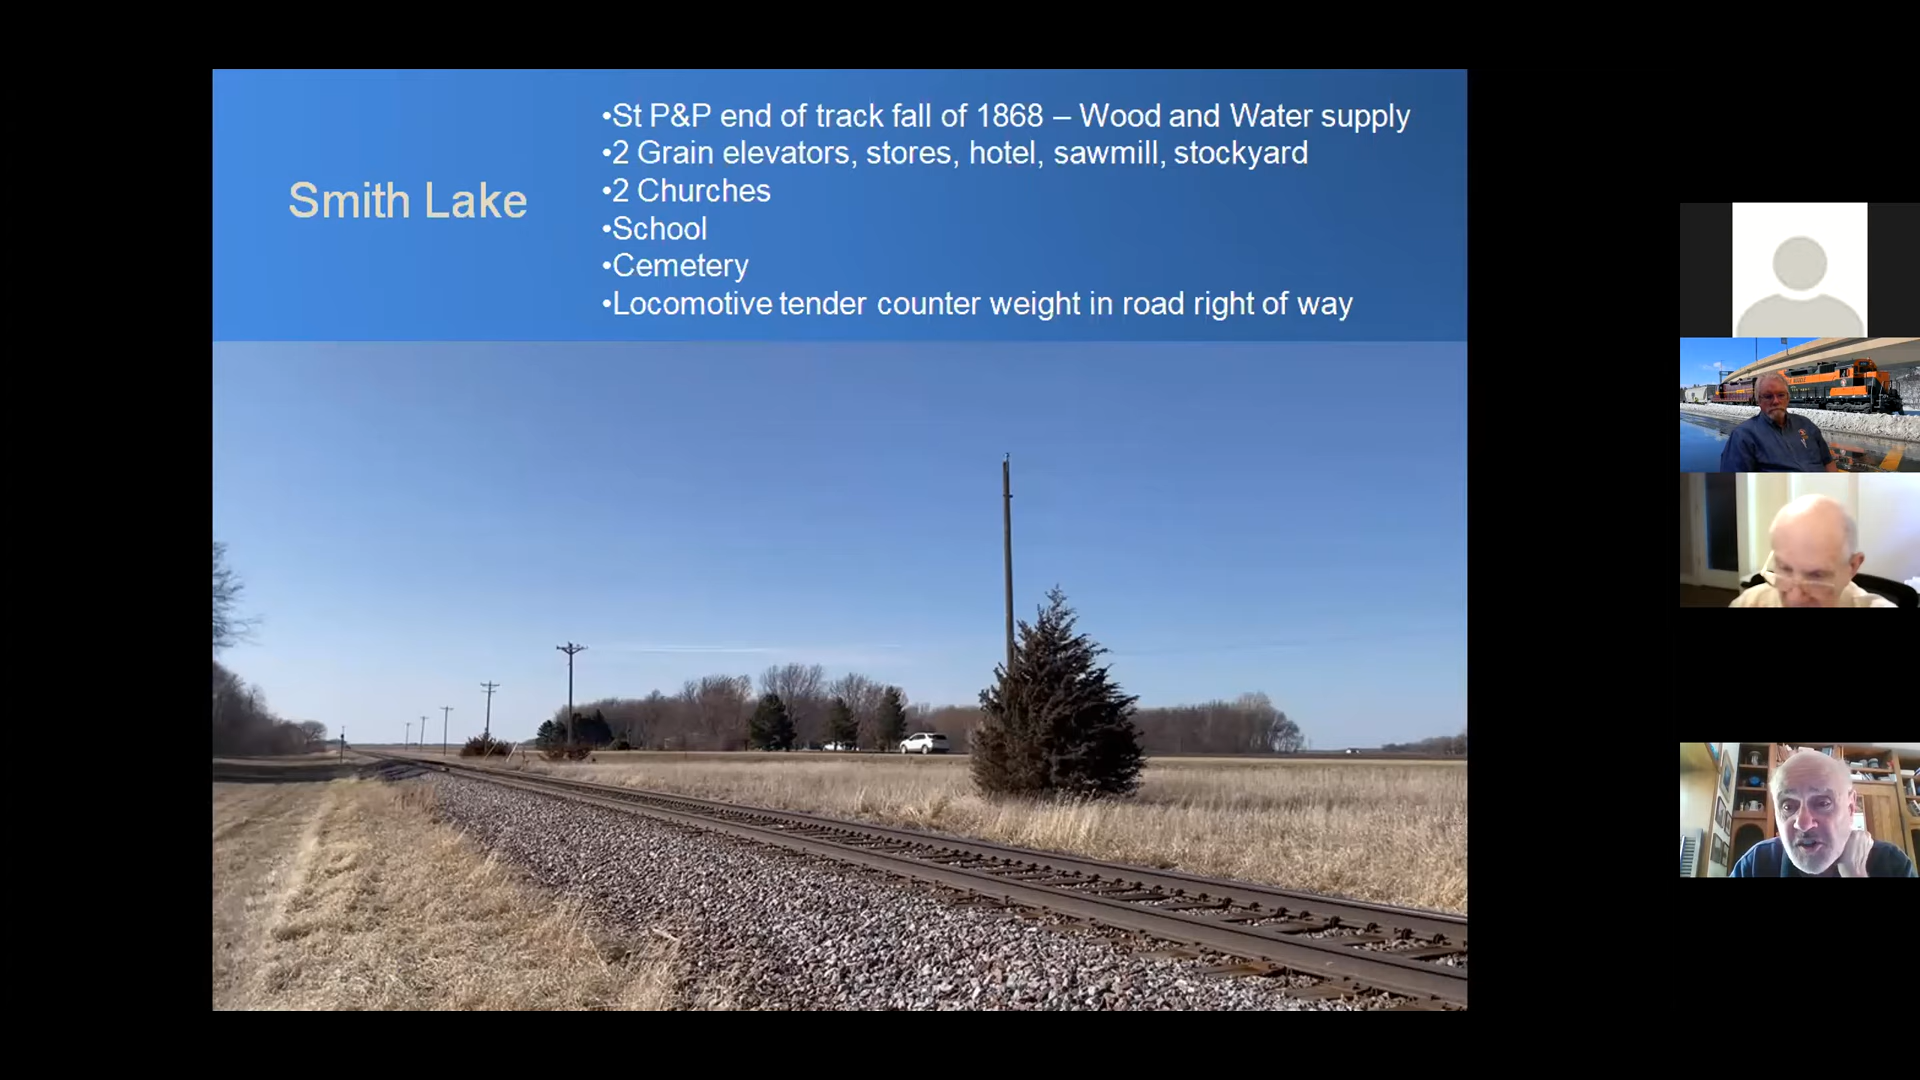 Smith Lake
•St P&P end of track fall of 1868 – Wood and Water supply
•2 Grain elevators, stores, hotel, sawmill, stockyard
•2 Churches
•School
•Cemetery
•Locomotive tender counter weight in road right of way